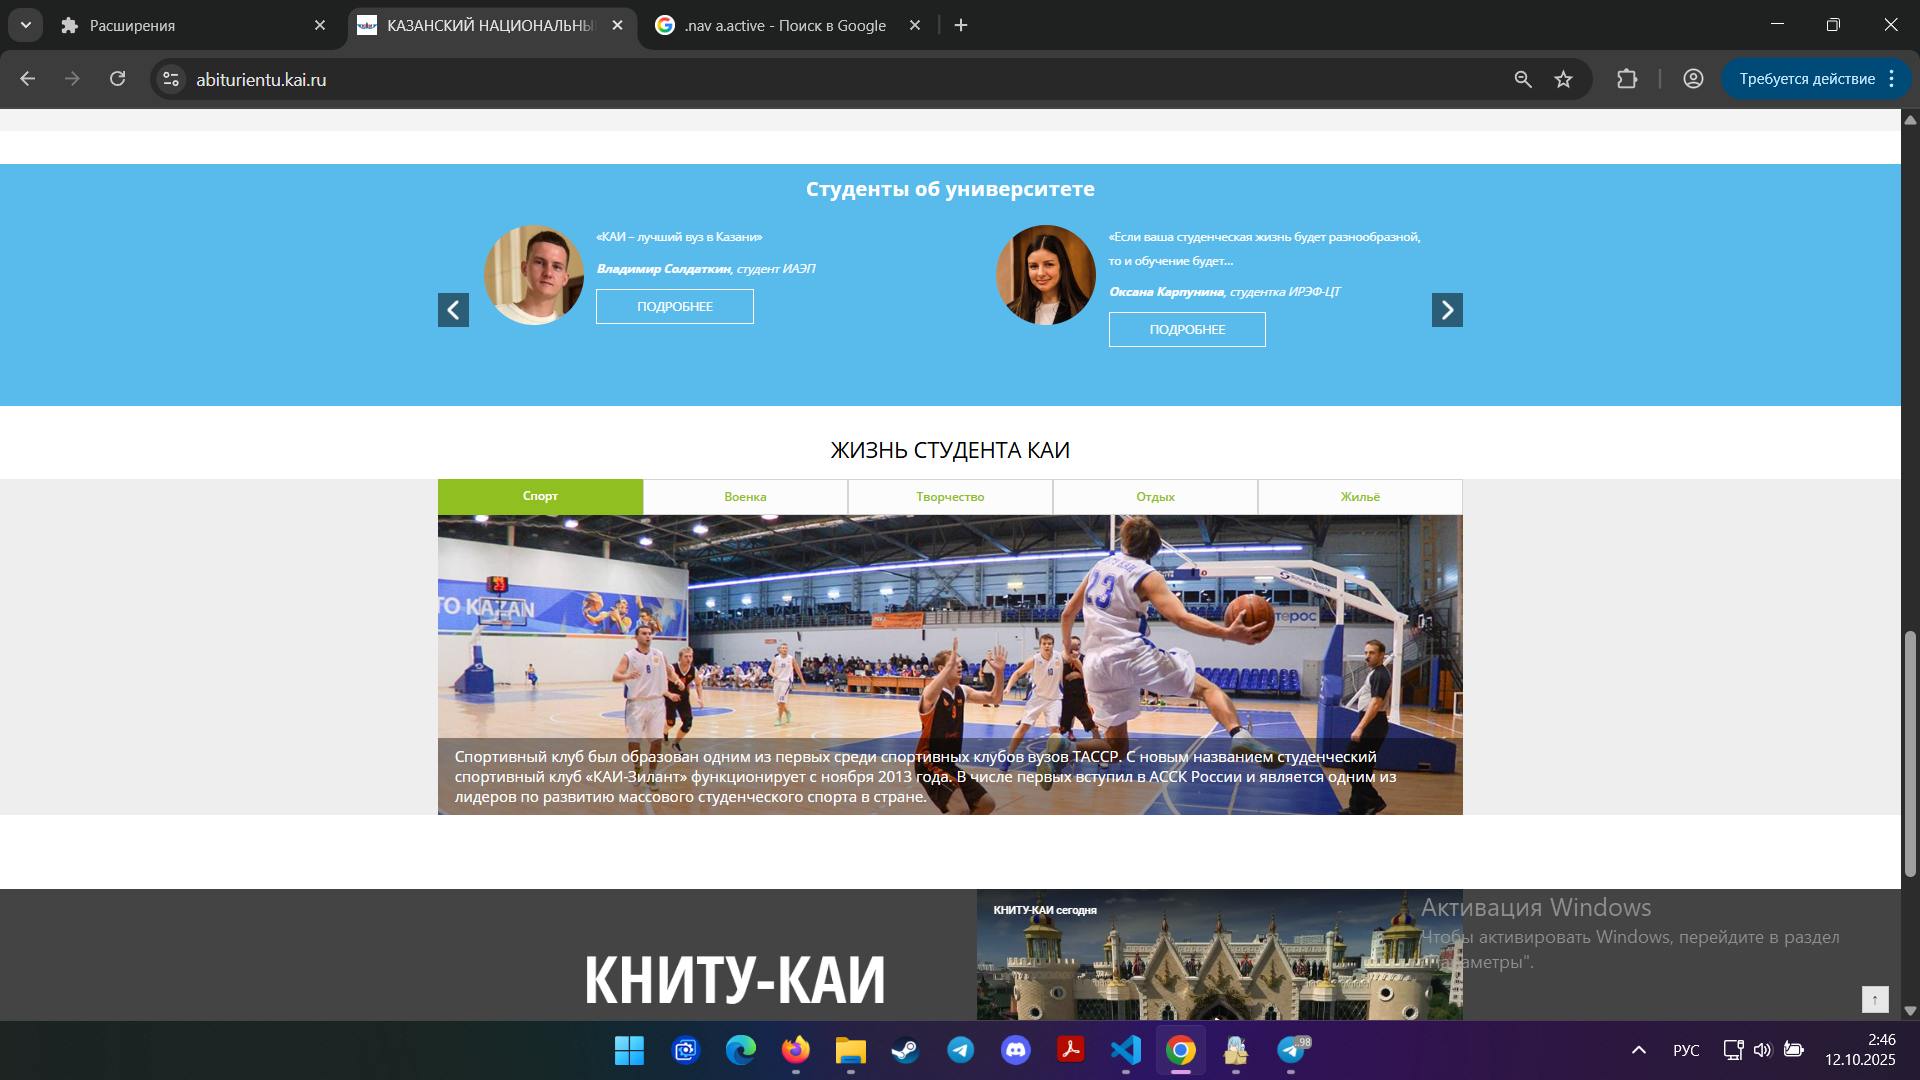 Расширения
КАЗАНСКИЙ НАЦИОНАЛЬНЫ
.nav a.active - Поиск в Google
abiturientu.kai.ru
Требуется действие
Студенты об университете
«КАИ – лучший вуз в Казани»
Владимир Солдаткин, студент ИАЭП
ПОДРОБНЕЕ
«Если ваша студенческая жизнь будет разнообразной,
то и обучение будет...
Оксана Карпунина, студентка ИРЭФ-ЦТ
ПОДРОБНЕЕ
ЖИЗНЬ СТУДЕНТА КАИ
Спорт
Военка
Творчество
Отдых
Жильё
TO KAZAN
23
13
8
10
Спортивный клуб был образован одним из первых среди спортивных клубов вузов ТАССР. С новым названием студенческий
спортивный клуб «КАИ-Зилант» функционирует с ноября 2013 года. В числе первых вступил в АССК России и является одним из
лидеров по развитию массового студенческого спорта в стране.
КНИТУ-КАИ
КНИТУ-КАИ сегодня
Активация Windows
Чтобы активировать Windows, перейдите в раздел
"Параметры".
↑
98
РУС
2:46
12.10.2025